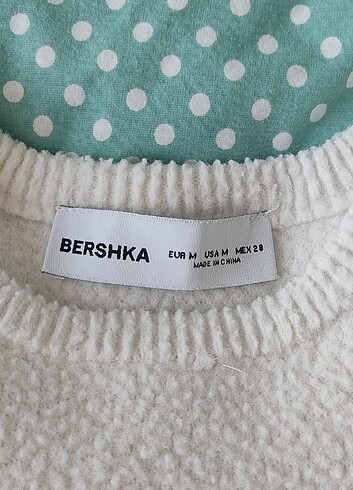 BERSHKA
EUR M USA M MEX 28
MADE IN CHINA